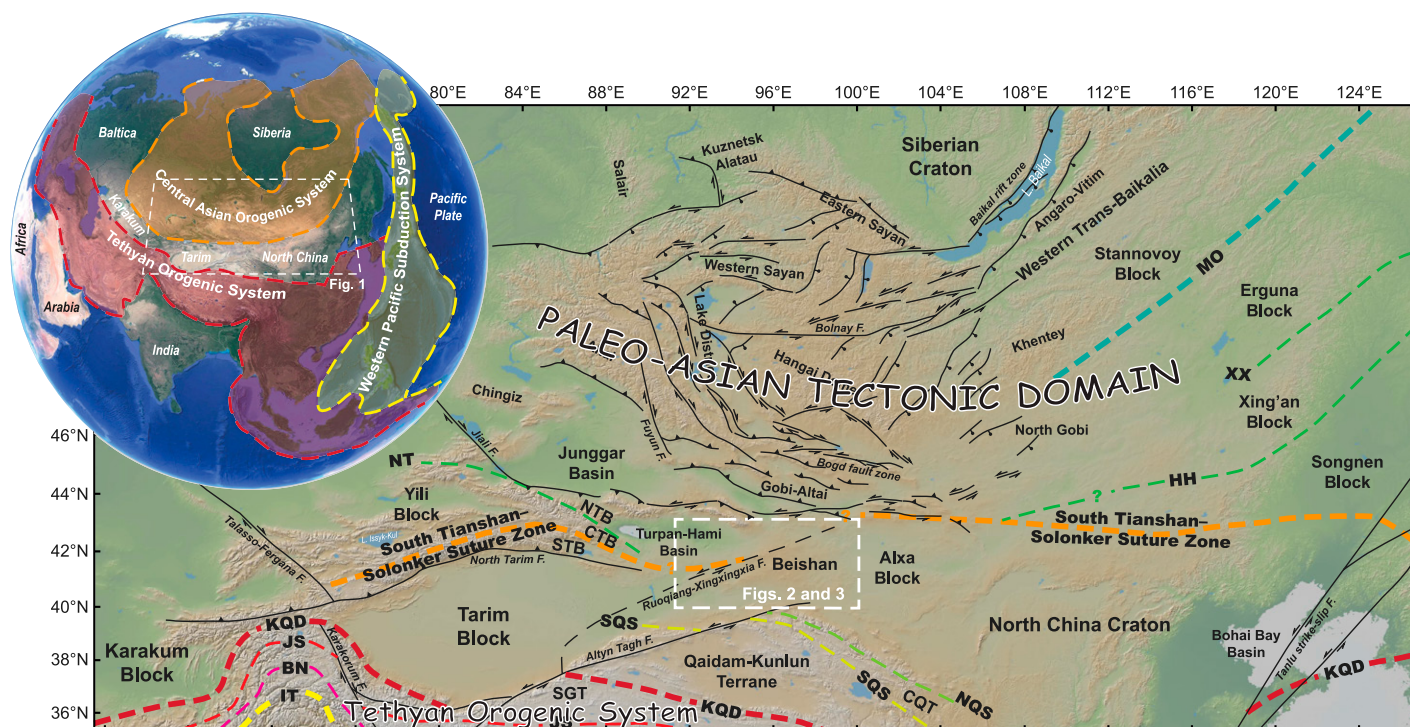 80°E 84°E 88°E 92°E 96°E 100°E 104°E 108°E 112°E 116°E 120°E 124°E
Baltica
Siberia
Central Asian Orogenic System
Karakum
Tarim
North China
Tethyan Orogenic System
Fig. 1
Western Pacific Subduction System
Pacific
Plate
Africa
Arabia
India
Salair
Kuznetsk
Alatau
Siberian
Craton
Baikal rift zone
L. Baikal
Angaro-Vitim
Western Trans-Baikalia
Eastern Sayan
Western Sayan
Stannovoy
Block
MO
Erguna
Block
Bolnay F.
Khentey
PALEO-ASIAN TECTONIC DOMAIN
XX
Xing'an
Block
Chingiz
Fuyun F.
North Gobi
46°N
Jiali F.
Junggar
Basin
Bogd fault zone
Songnen
Block
NT
HH
?
44°N
Yili
Block
NTB
Gobi-Altai
Talasso-Fergana F.
L. Issyk-Kul
South Tianshan–
Solonker Suture Zone
CTB
STB
Turpan-Hami
Basin
South Tianshan–
Solonker Suture Zone
42°N
North Tarim F.
Ruoqiang-Xingxingxia F.
Beishan
Alxa
Block
Figs. 2 and 3
40°N
Tarim
Block
SQS
North China Craton
Bohai Bay
Basin
Tanlu strike-slip F.
KQD
Karakum
Block
JS
Karakorum F.
Altyn Tagh F.
Qaidam-Kunlun
Terrane
38°N
BN
SQS
CQT
NQS
KQD
IT
SGT
KQD
36°N
Tethyan Orogenic System